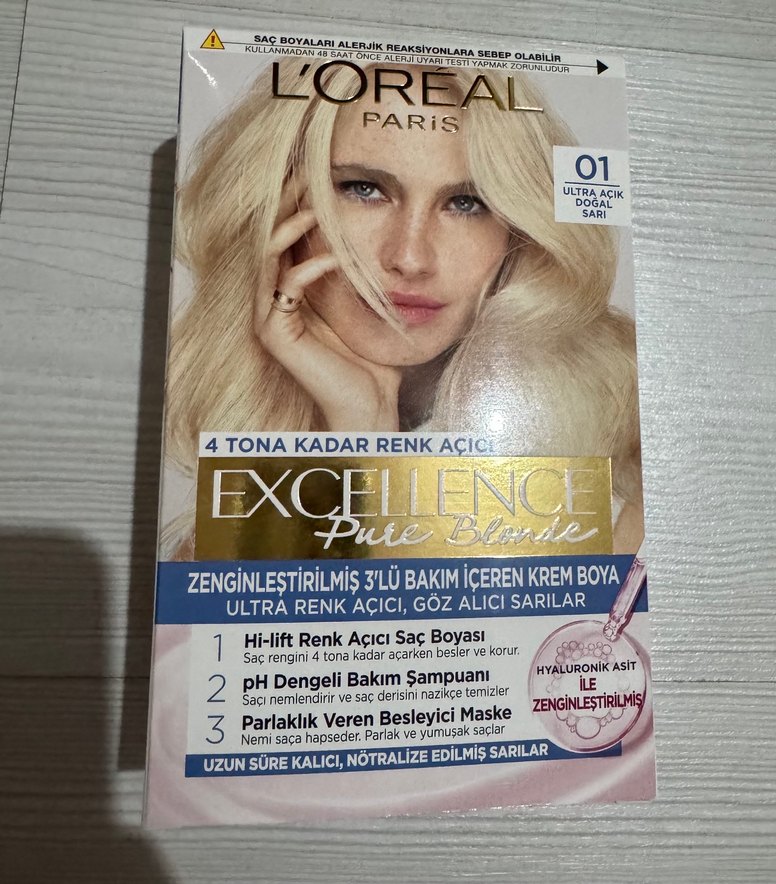 SAÇ BOYALARI ALERJİK REAKSİYONLARA SEBEP OLABİLİR
KULLANMADAN 48 SAAT ÖNCE ALERJİ UYARI TESTİ YAPMAK ZORUNLUDUR
L'ORÉAL
PARİS
01
ULTRA AÇIK
DOĞAL
SARI
4 TONA KADAR RENK AÇICI
EXCELLENCE
Pure Blonde
ZENGİNLEŞTİRİLMİŞ 3'LÜ BAKIM İÇEREN KREM BOYA
ULTRA RENK AÇICI, GÖZ ALICI SARILAR
1 Hi-lift Renk Açıcı Saç Boyası
Saç rengini 4 tona kadar açarken besler ve korur.
2 pH Dengeli Bakım Şampuanı
Saçı nemlendirir ve saç derisini nazikçe temizler
3 Parlaklık Veren Besleyici Maske
Nemi saça hapseder. Parlak ve yumuşak saçlar
HYALURONİK ASİT
İLE
ZENGİNLEŞTİRİLMİŞ
UZUN SÜRE KALICI, NÖTRALİZE EDİLMİŞ SARILAR